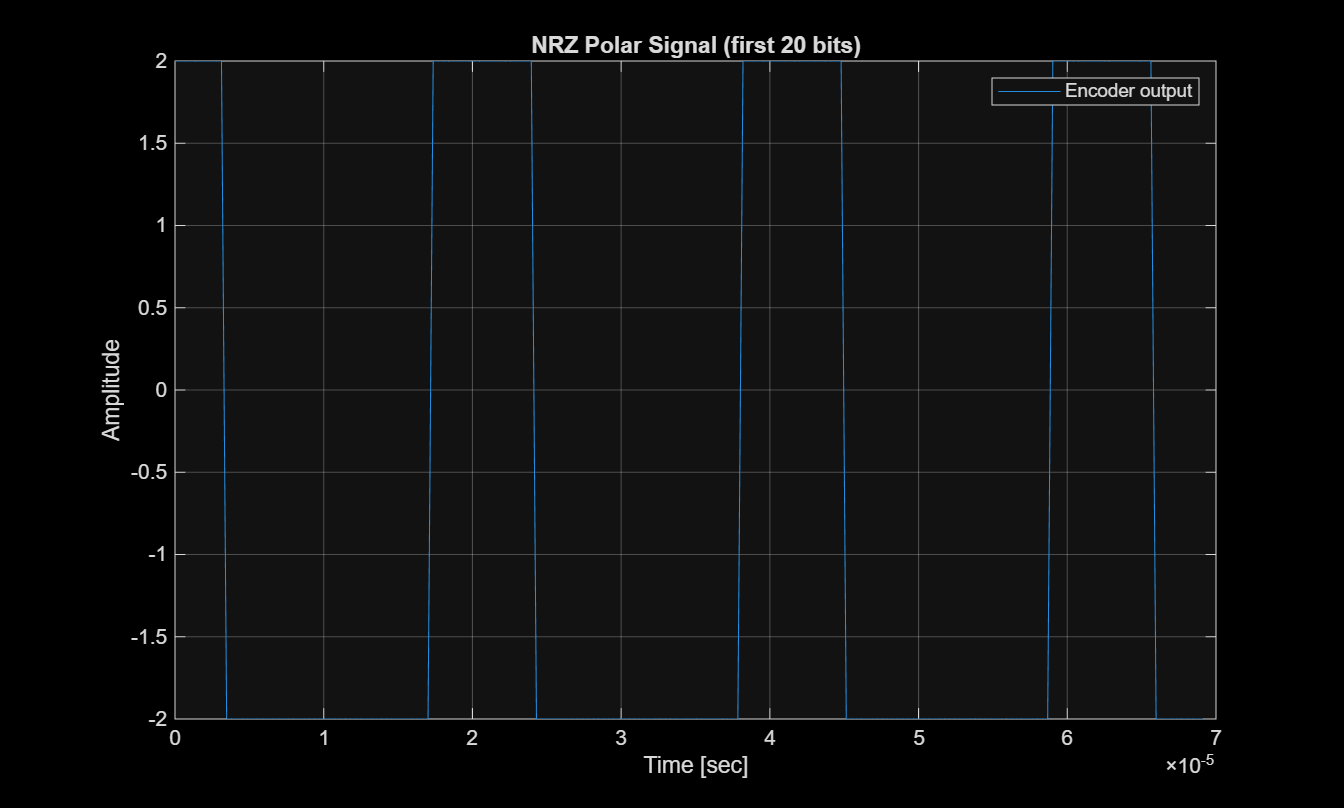 NRZ Polar Signal (first 20 bits)
Encoder output
2
1.5
1
0.5
0
-0.5
-1
-1.5
-2
Amplitude
0 1 2 3 4 5 6 7
Time [sec]
×10⁻⁵